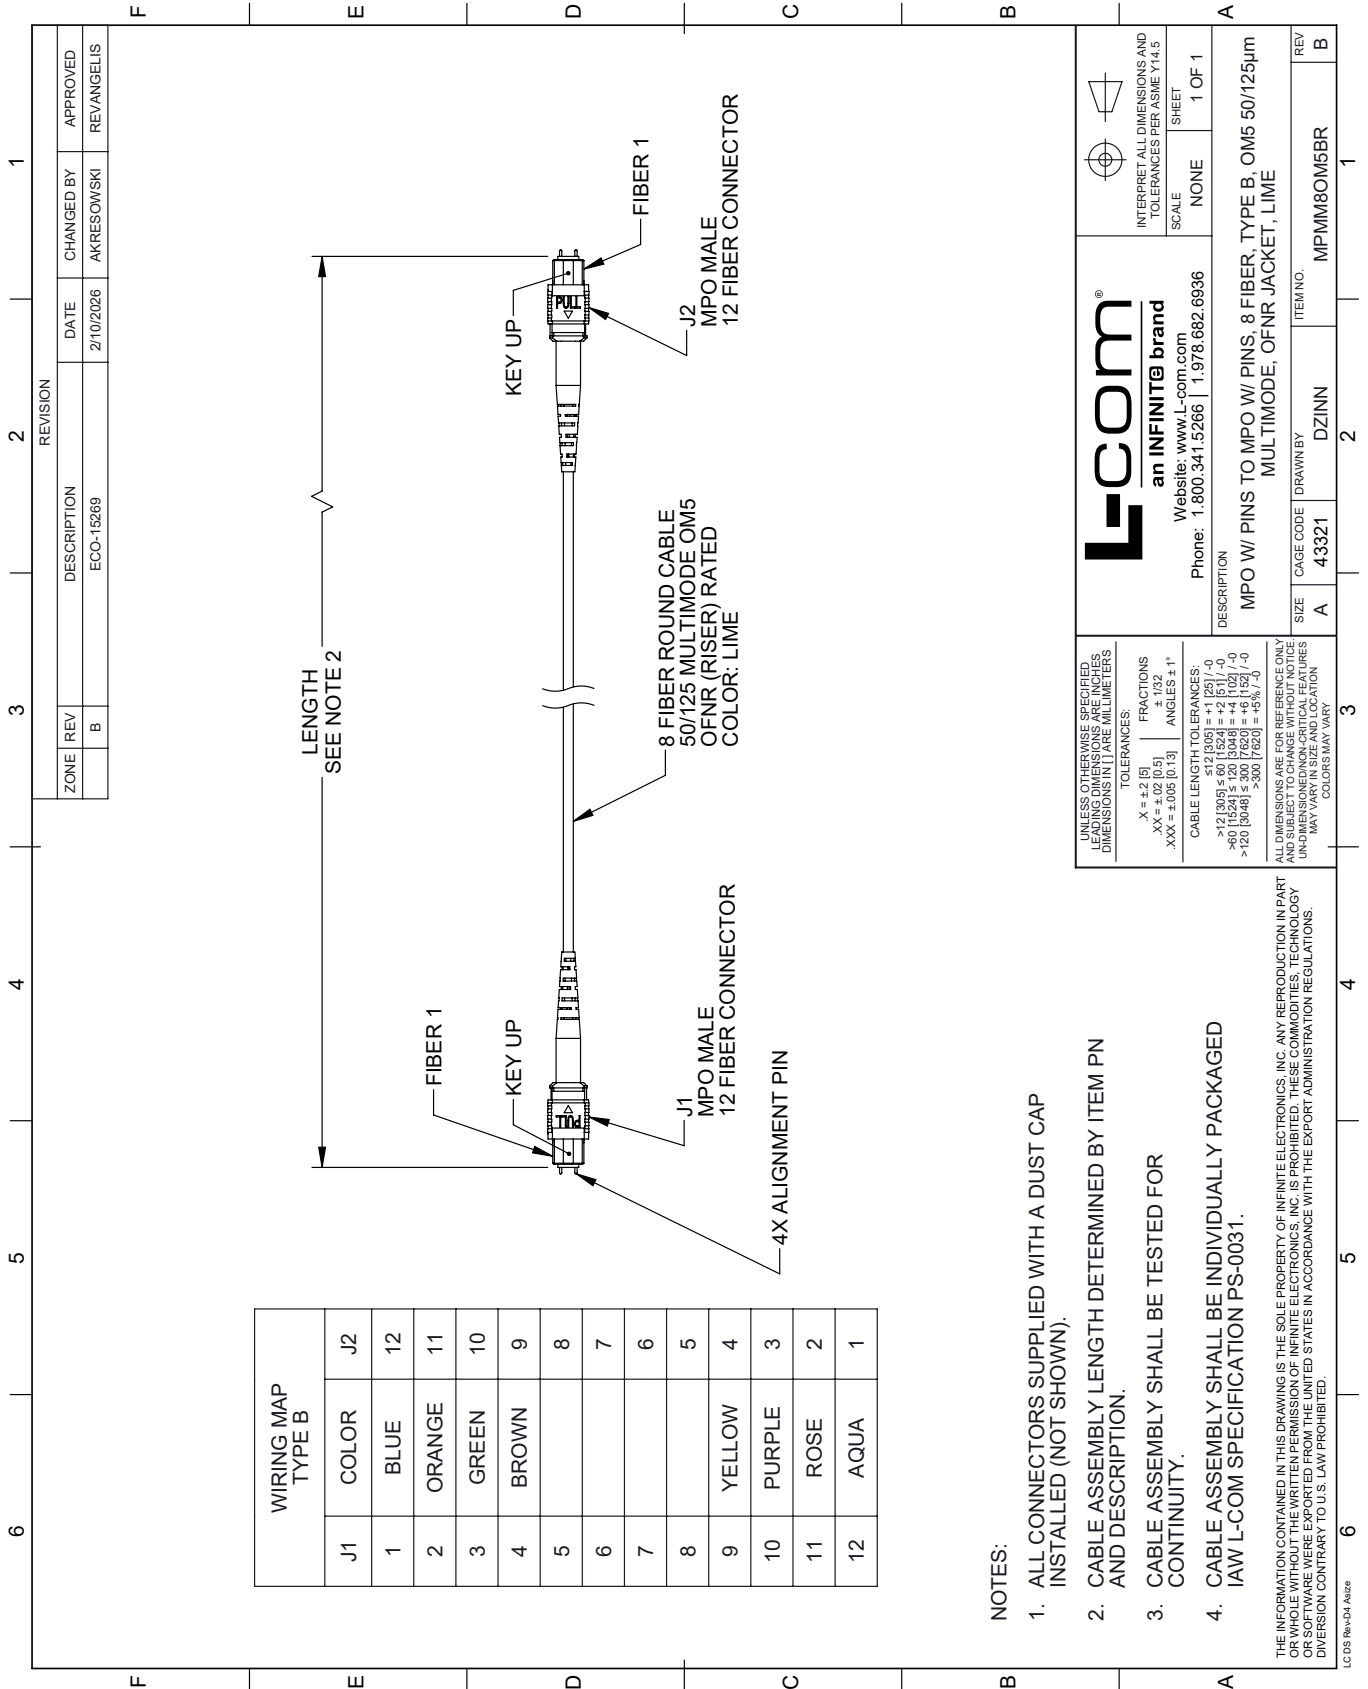 6
5
4
3
2
1
F
E
D
C
B
A
REVISION
ZONE REV DESCRIPTION DATE CHANGED BY APPROVED
B ECO-15269 2/10/2026 AKRESOWSKI REVANGELIS
WIRING MAP
TYPE B
J1 COLOR J2
1 BLUE 12
2 ORANGE 11
3 GREEN 10
4 BROWN 9
5 8
6 7
7 6
8 5
9 YELLOW 4
10 PURPLE 3
11 ROSE 2
12 AQUA 1
LENGTH
SEE NOTE 2
FIBER 1
KEY UP
PULL
J1
MPO MALE
12 FIBER CONNECTOR
4X ALIGNMENT PIN
8 FIBER ROUND CABLE
50/125 MULTIMODE OM5
OFNR (RISER) RATED
COLOR: LIME
KEY UP
PULL
FIBER 1
J2
MPO MALE
12 FIBER CONNECTOR
NOTES:
1. ALL CONNECTORS SUPPLIED WITH A DUST CAP
INSTALLED (NOT SHOWN).
2. CABLE ASSEMBLY LENGTH DETERMINED BY ITEM PN
AND DESCRIPTION.
3. CABLE ASSEMBLY SHALL BE TESTED FOR
CONTINUITY.
4. CABLE ASSEMBLY SHALL BE INDIVIDUALLY PACKAGED
IAW L-COM SPECIFICATION PS-0031.
THE INFORMATION CONTAINED IN THIS DRAWING IS THE SOLE PROPERTY OF INFINITE ELECTRONICS, INC. ANY REPRODUCTION IN PART
OR WHOLE WITHOUT THE WRITTEN PERMISSION OF INFINITE ELECTRONICS, INC. IS PROHIBITED. THESE COMMODITIES, TECHNOLOGY
OR SOFTWARE WERE EXPORTED FROM THE UNITED STATES IN ACCORDANCE WITH THE EXPORT ADMINISTRATION REGULATIONS.
DIVERSION CONTRARY TO U.S. LAW PROHIBITED.
UNLESS OTHERWISE SPECIFIED
LEADING DIMENSIONS ARE INCHES
DIMENSIONS IN [ ] ARE MILLIMETERS
TOLERANCES:
.X = ±.2 [5] FRACTIONS
.XX = ±.02 [0.5] ± 1/32
.XXX = ±.005 [0.13] ANGLES ± 1°
CABLE LENGTH TOLERANCES:
≤12 [305] = +1 [25] / -0
>12 [305] ≤ 60 [1524] = +2 [51] / -0
>60 [1524] ≤ 120 [3048] = +4 [102] / -0
>120 [3048] ≤ 300 [7620] = +6 [152] / -0
>300 [7620] = +5% / -0
ALL DIMENSIONS ARE FOR REFERENCE ONLY
AND SUBJECT TO CHANGE WITHOUT NOTICE.
UN-DIMENSIONED/NON-CRITICAL FEATURES
MAY VARY IN SIZE AND LOCATION
COLORS MAY VARY
L-com®
an INFINITe brand
Website: www.L-com.com
Phone: 1.800.341.5266 | 1.978.682.6936
INTERPRET ALL DIMENSIONS AND
TOLERANCES PER ASME Y14.5
SCALE SHEET
NONE 1 OF 1
DESCRIPTION
MPO W/ PINS TO MPO W/ PINS, 8 FIBER, TYPE B, OM5 50/125µm
MULTIMODE, OFNR JACKET, LIME
SIZE CAGE CODE DRAWN BY ITEM NO. REV
A 43321 DZINN MPMM8OM5BR B
LC DS Rev-D4 Asize
6
5
4
3
2
1
F
E
D
C
B
A